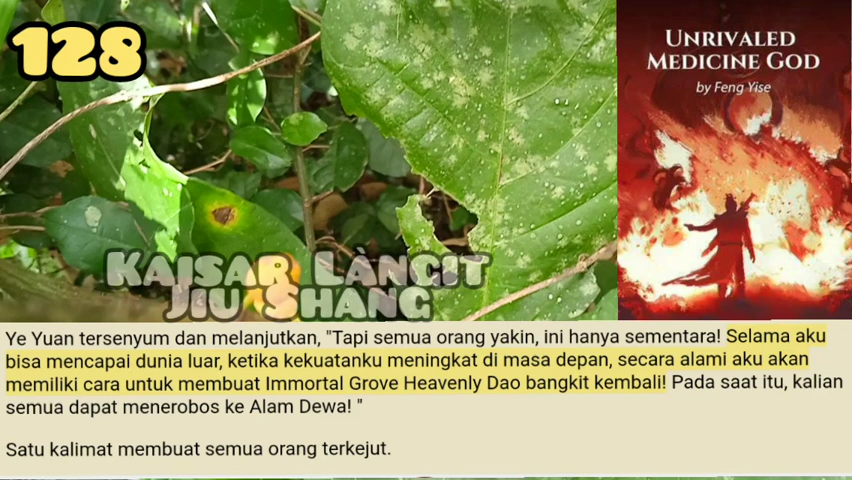 128
UNRIVALED
MEDICINE GOD
by Feng Yise
KAISAR LÀNGIT
JIU SHANG
Ye Yuan tersenyum dan melanjutkan, "Tapi semua orang yakin, ini hanya sementara! Selama aku
bisa mencapai dunia luar, ketika kekuatanku meningkat di masa depan, secara alami aku akan
memiliki cara untuk membuat Immortal Grove Heavenly Dao bangkit kembali! Pada saat itu, kalian
semua dapat menerobos ke Alam Dewa! "
Satu kalimat membuat semua orang terkejut.